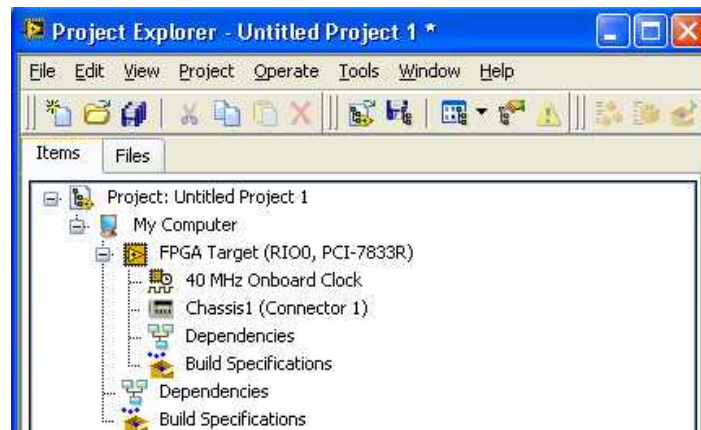 Project Explorer - Untitled Project 1 *
File Edit View Project Operate Tools Window Help
Items Files
Project: Untitled Project 1
My Computer
FPGA Target (RIO0, PCI-7833R)
40 MHz Onboard Clock
Chassis1 (Connector 1)
Dependencies
Build Specifications
Dependencies
Build Specifications